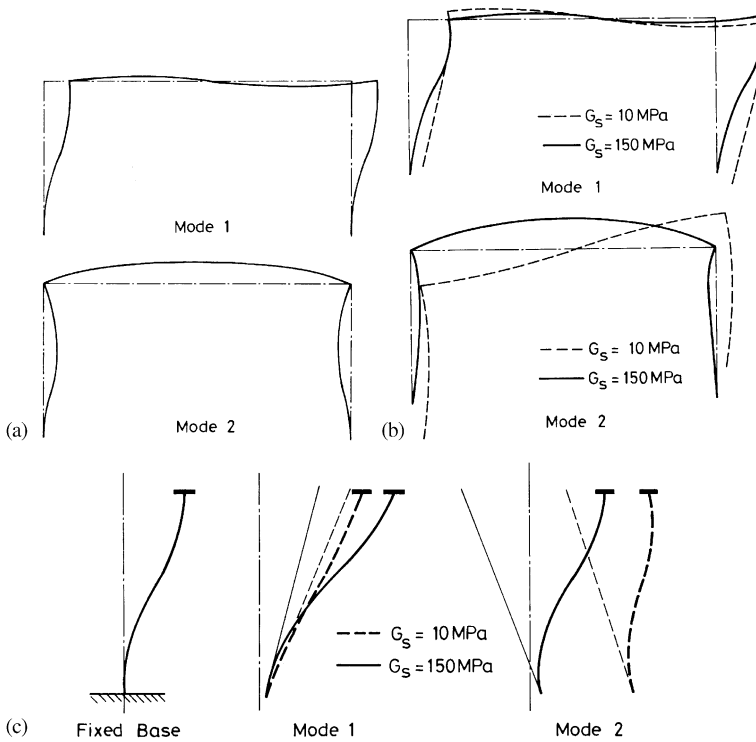 Mode 1
Mode 2
(a)
G_s = 10 MPa
G_s = 150 MPa
Mode 1
G_s = 10 MPa
G_s = 150 MPa
Mode 2
(b)
G_s = 10 MPa
G_s = 150 MPa
(c)
Fixed Base
Mode 1
Mode 2